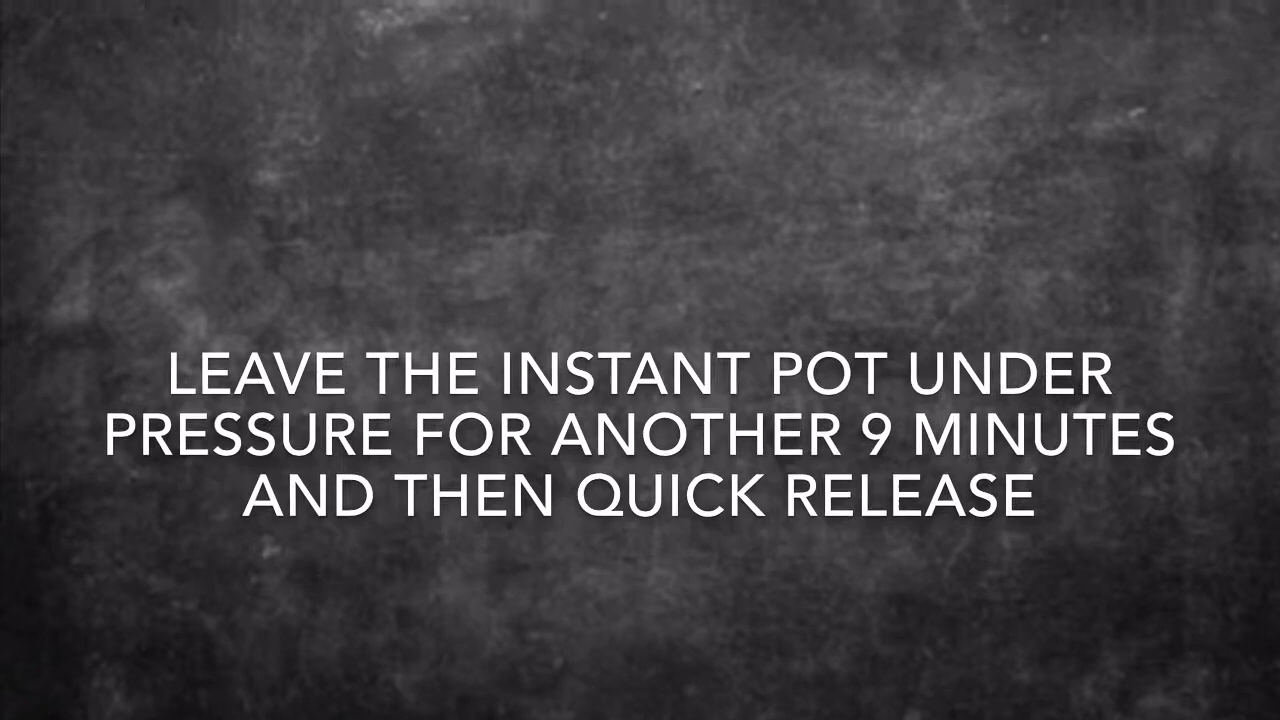 LEAVE THE INSTANT POT UNDER
PRESSURE FOR ANOTHER 9 MINUTES
AND THEN QUICK RELEASE